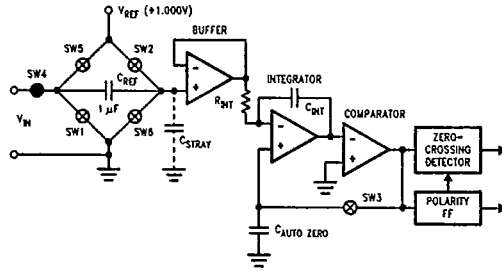 VREF (+1.000V)
BUFFER
SW5
SW2
SW4
CREF
1 µF
RINT
INTEGRATOR
CINT
COMPARATOR
VIN
SW1
SW6
CSTRAY
ZERO-
CROSSING
DETECTOR
SW3
POLARITY
FF
CAUTO ZERO